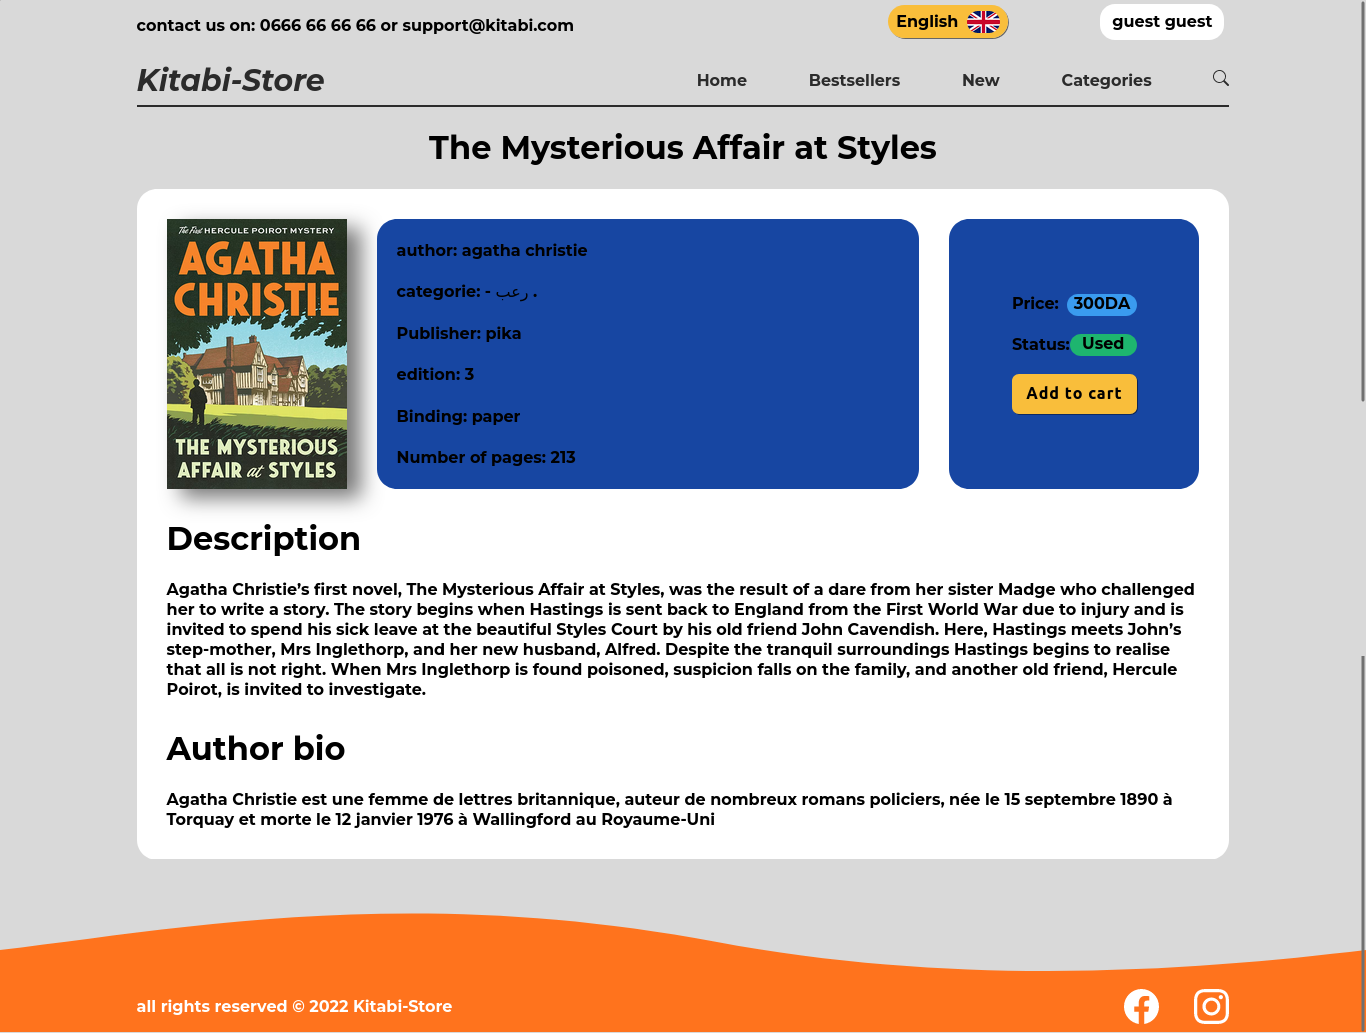 contact us on: 0666 66 66 66 or support@kitabi.com
English
guest guest
Kitabi-Store
Home
Bestsellers
New
Categories
The Mysterious Affair at Styles
The First HERCULE POIROT MYSTERY
AGATHA
CHRISTIE
THE MYSTERIOUS
AFFAIR at STYLES
author: agatha christie
categorie: - رعب .
Publisher: pika
edition: 3
Binding: paper
Number of pages: 213
Price: 300DA
Status: Used
Add to cart
Description
Agatha Christie’s first novel, The Mysterious Affair at Styles, was the result of a dare from her sister Madge who challenged
her to write a story. The story begins when Hastings is sent back to England from the First World War due to injury and is
invited to spend his sick leave at the beautiful Styles Court by his old friend John Cavendish. Here, Hastings meets John’s
step-mother, Mrs Inglethorp, and her new husband, Alfred. Despite the tranquil surroundings Hastings begins to realise
that all is not right. When Mrs Inglethorp is found poisoned, suspicion falls on the family, and another old friend, Hercule
Poirot, is invited to investigate.
Author bio
Agatha Christie est une femme de lettres britannique, auteur de nombreux romans policiers, née le 15 septembre 1890 à
Torquay et morte le 12 janvier 1976 à Wallingford au Royaume-Uni
all rights reserved © 2022 Kitabi-Store